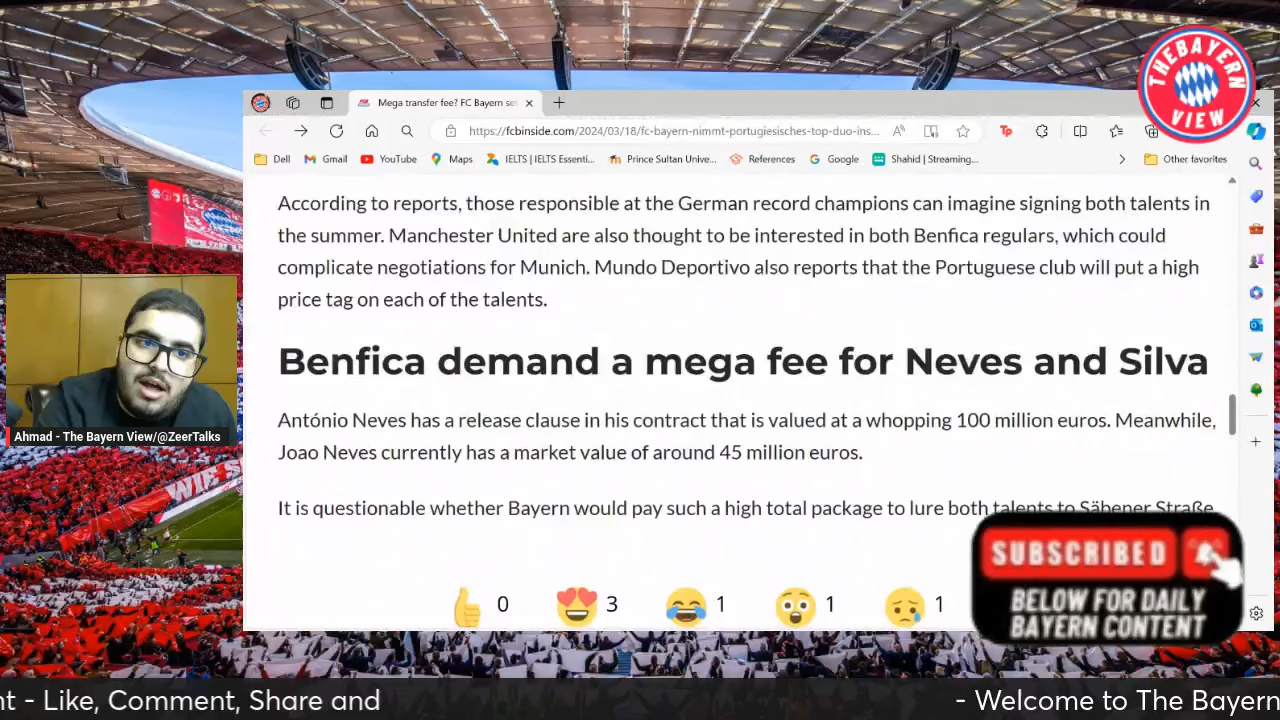 THE BAYERN
VIEW
Mega transfer fee? FC Bayern se
https://fcbinside.com/2024/03/18/fc-bayern-nimmt-portugiesisches-top-duo-ins...
Dell
Gmail
YouTube
Maps
IELTS | IELTS Essenti...
Prince Sultan Unive...
References
Google
Shahid | Streaming...
Other favorites
According to reports, those responsible at the German record champions can imagine signing both talents in
the summer. Manchester United are also thought to be interested in both Benfica regulars, which could
complicate negotiations for Munich. Mundo Deportivo also reports that the Portuguese club will put a high
price tag on each of the talents.
Benfica demand a mega fee for Neves and Silva
António Neves has a release clause in his contract that is valued at a whopping 100 million euros. Meanwhile,
Joao Neves currently has a market value of around 45 million euros.
It is questionable whether Bayern would pay such a high total package to lure both talents to Säbener Straße
0
3
1
1
1
Ahmad - The Bayern View/@ZeerTalks
WIE S
SUBSCRIBED
BELOW FOR DAILY
BAYERN CONTENT
nt - Like, Comment, Share and
- Welcome to The Bayern